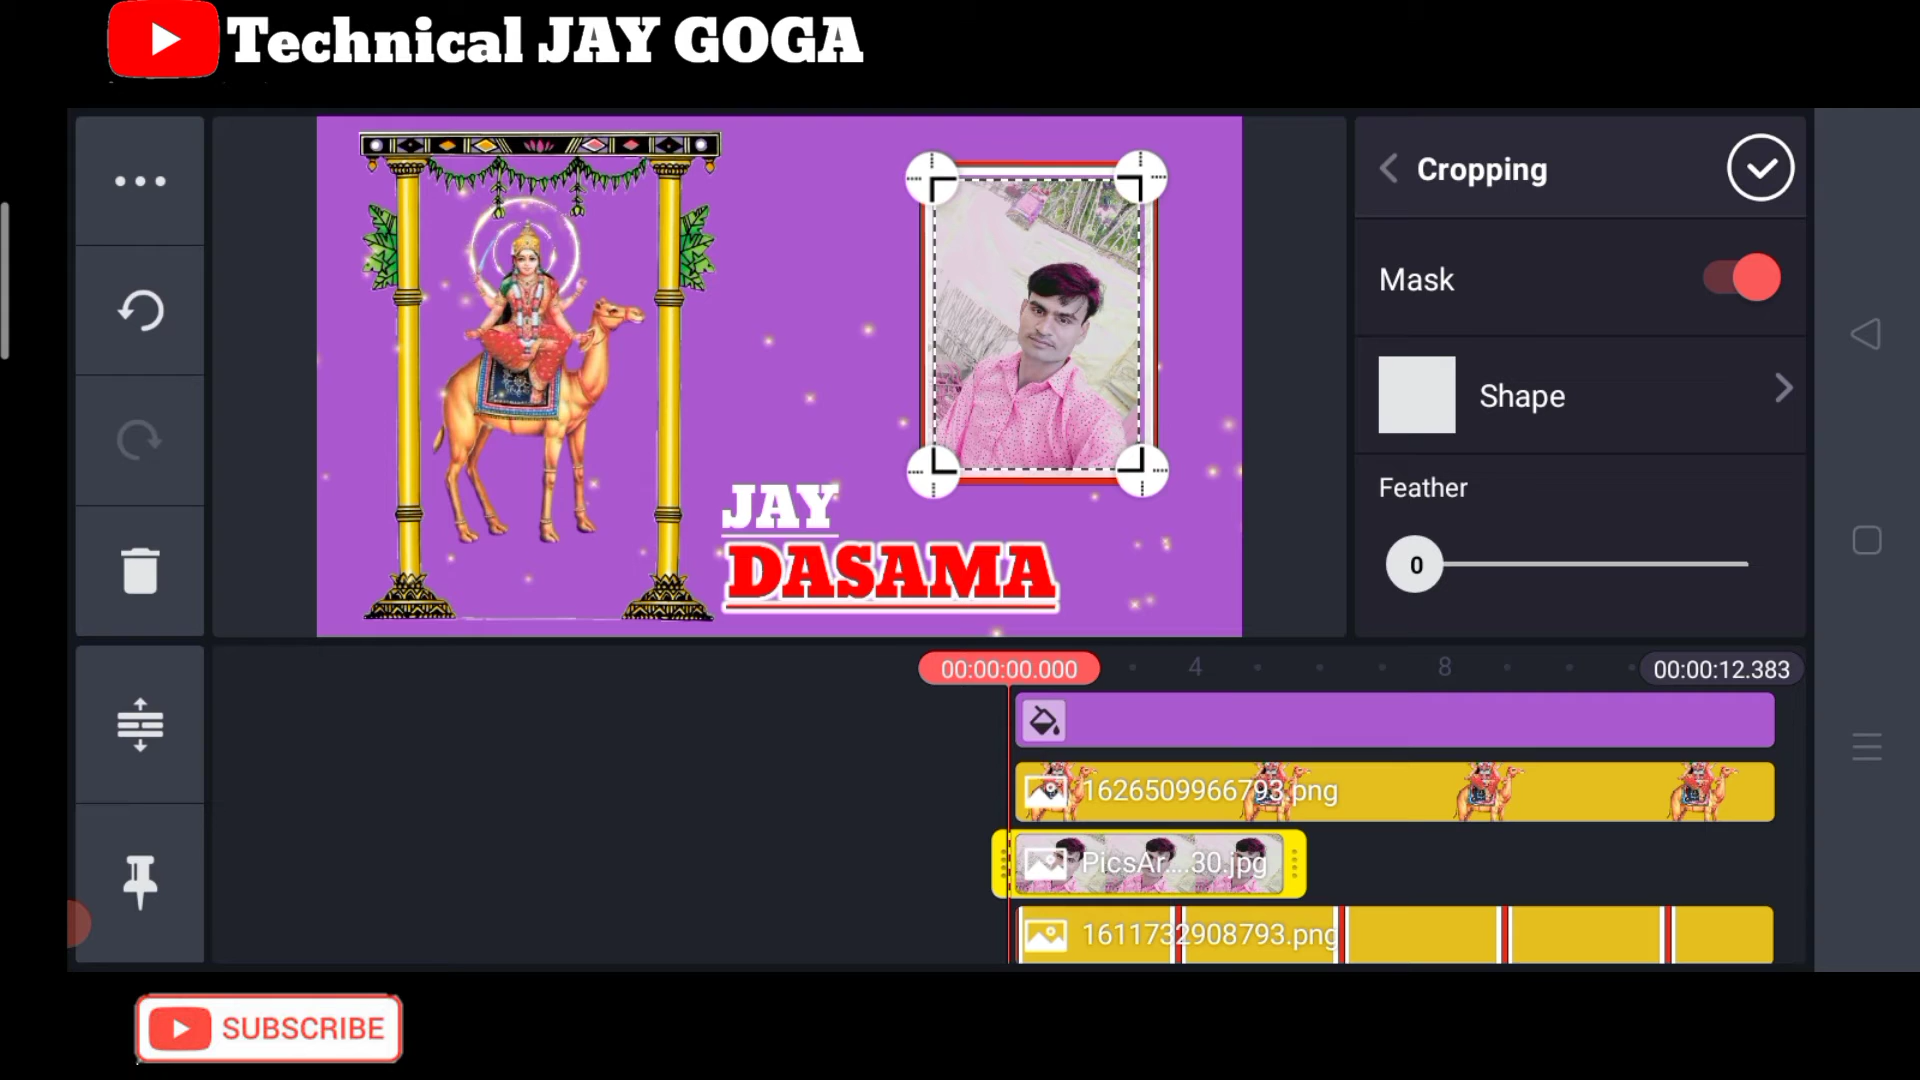 Technical JAY GOGA
Cropping
Mask
Shape
Feather
0
JAY
DASAMA
00:00:00.000
4
8
00:00:12.383
1626509966793.png
PicsAr....30.jpg
1611732908793.png
SUBSCRIBE